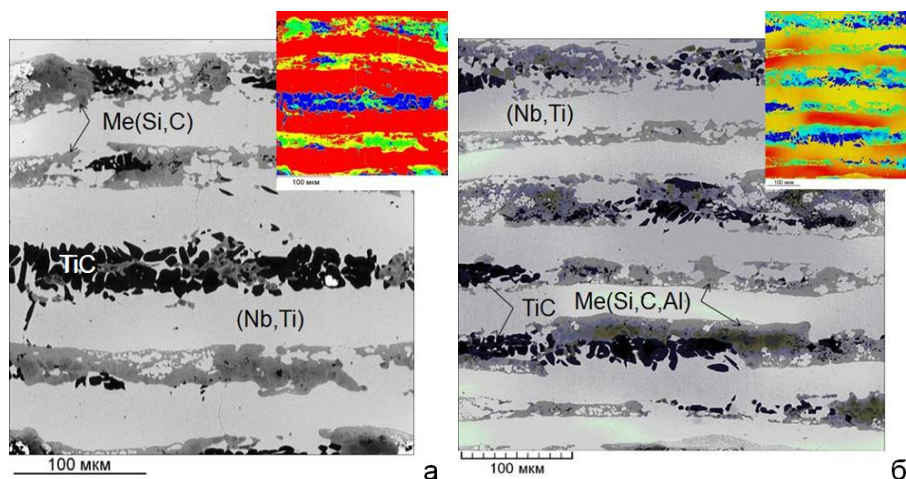 Me(Si,C)
TiC
(Nb,Ti)
100 мкм
100 мкм
а
(Nb,Ti)
TiC
Me(Si,C,Al)
100 мкм
100 мкм
б